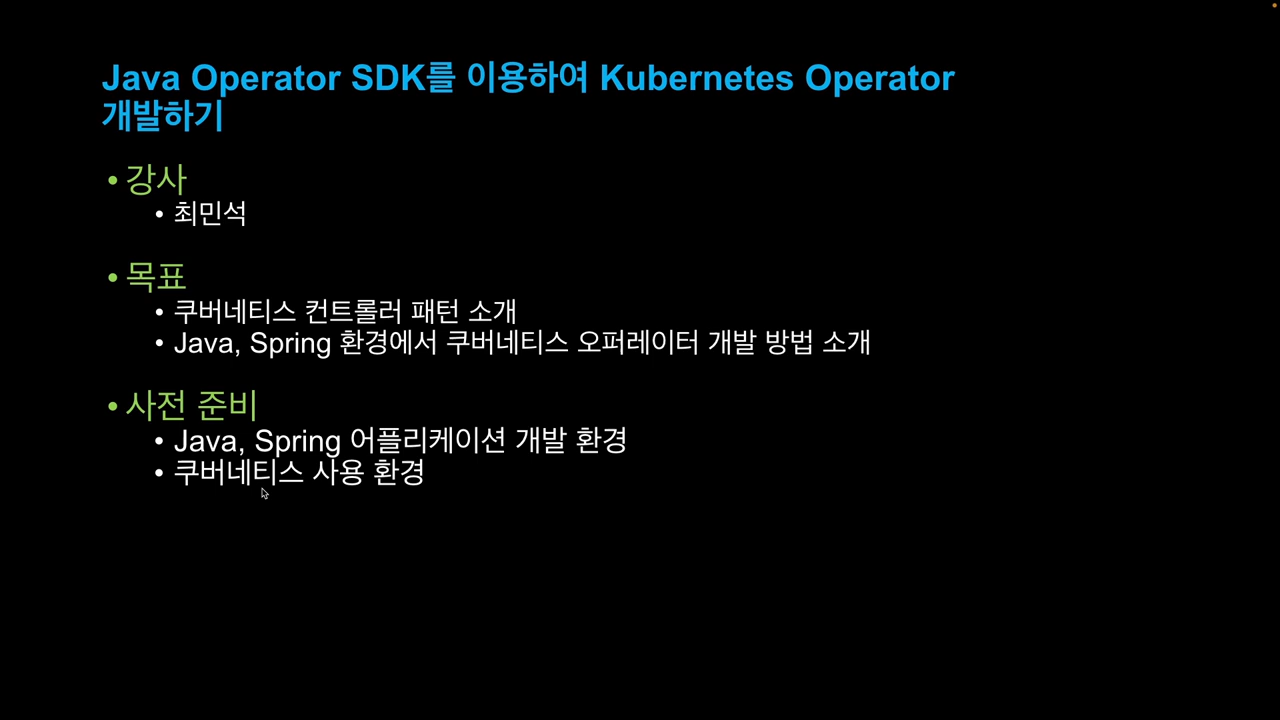 Java Operator SDK를 이용하여 Kubernetes Operator
개발하기
• 강사
• 최민석
• 목표
• 쿠버네티스 컨트롤러 패턴 소개
• Java, Spring 환경에서 쿠버네티스 오퍼레이터 개발 방법 소개
• 사전 준비
• Java, Spring 어플리케이션 개발 환경
• 쿠버네티스 사용 환경